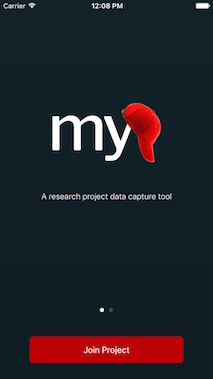 Carrier 12:08 PM
my
A research project data capture tool
Join Project